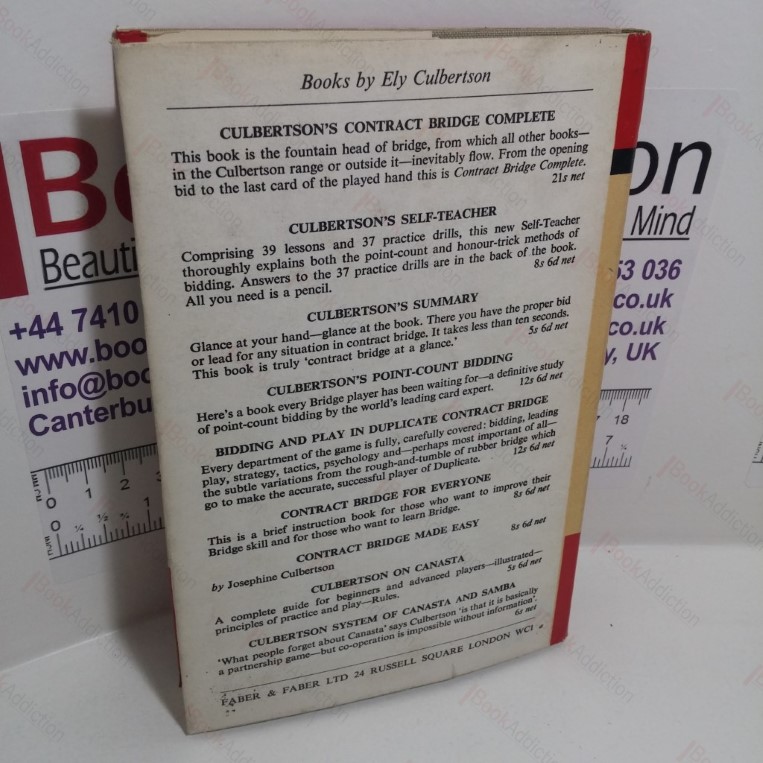 Books by Ely Culbertson
CULBERTSON'S CONTRACT BRIDGE COMPLETE
This book is the fountain head of bridge, from which all other books—
in the Culbertson range or outside it—inevitably flow. From the opening
bid to the last card of the played hand this is Contract Bridge Complete.
21s net
CULBERTSON'S SELF-TEACHER
Comprising 39 lessons and 37 practice drills, this new Self-Teacher
thoroughly explains both the point-count and honour-trick methods of
bidding. Answers to the 37 practice drills are in the back of the book.
All you need is a pencil.
8s 6d net
CULBERTSON'S SUMMARY
Glance at your hand—glance at the book. There you have the proper bid
or lead for any situation in contract bridge. It takes less than ten seconds.
This book is truly 'contract bridge at a glance.'
5s 6d net
CULBERTSON'S POINT-COUNT BIDDING
Here's a book every Bridge player has been waiting for—a definitive study
of point-count bidding by the world's leading card expert.
12s 6d net
BIDDING AND PLAY IN DUPLICATE CONTRACT BRIDGE
Every department of the game is fully, carefully covered: bidding, leading
play, strategy, tactics, psychology and—perhaps most important of all—
the subtle variations from the rough-and-tumble of rubber bridge which
go to make the accurate, successful player of Duplicate.
12s 6d net
CONTRACT BRIDGE FOR EVERYONE
This is a brief instruction book for those who want to improve their
Bridge skill and for those who want to learn Bridge.
8s 6d net
CONTRACT BRIDGE MADE EASY
by Josephine Culbertson
8s 6d net
CULBERTSON ON CANASTA
A complete guide for beginners and advanced players—illustrated—
principles of practice and play—Rules.
5s 6d net
CULBERTSON SYSTEM OF CANASTA AND SAMBA
'What people forget about Canasta' says Culbertson 'is that it is basically
a partnership game—but co-operation is impossible without information'.
6s net
FABER & FABER LTD 24 RUSSELL SQUARE LONDON WC1
Bo
Beauti
+44 7410
www.boo
info@boo
Canterbu
0 1 2 3
on
Mind
53 036
co.uk
co.uk
y, UK
18
7
BookAddiction